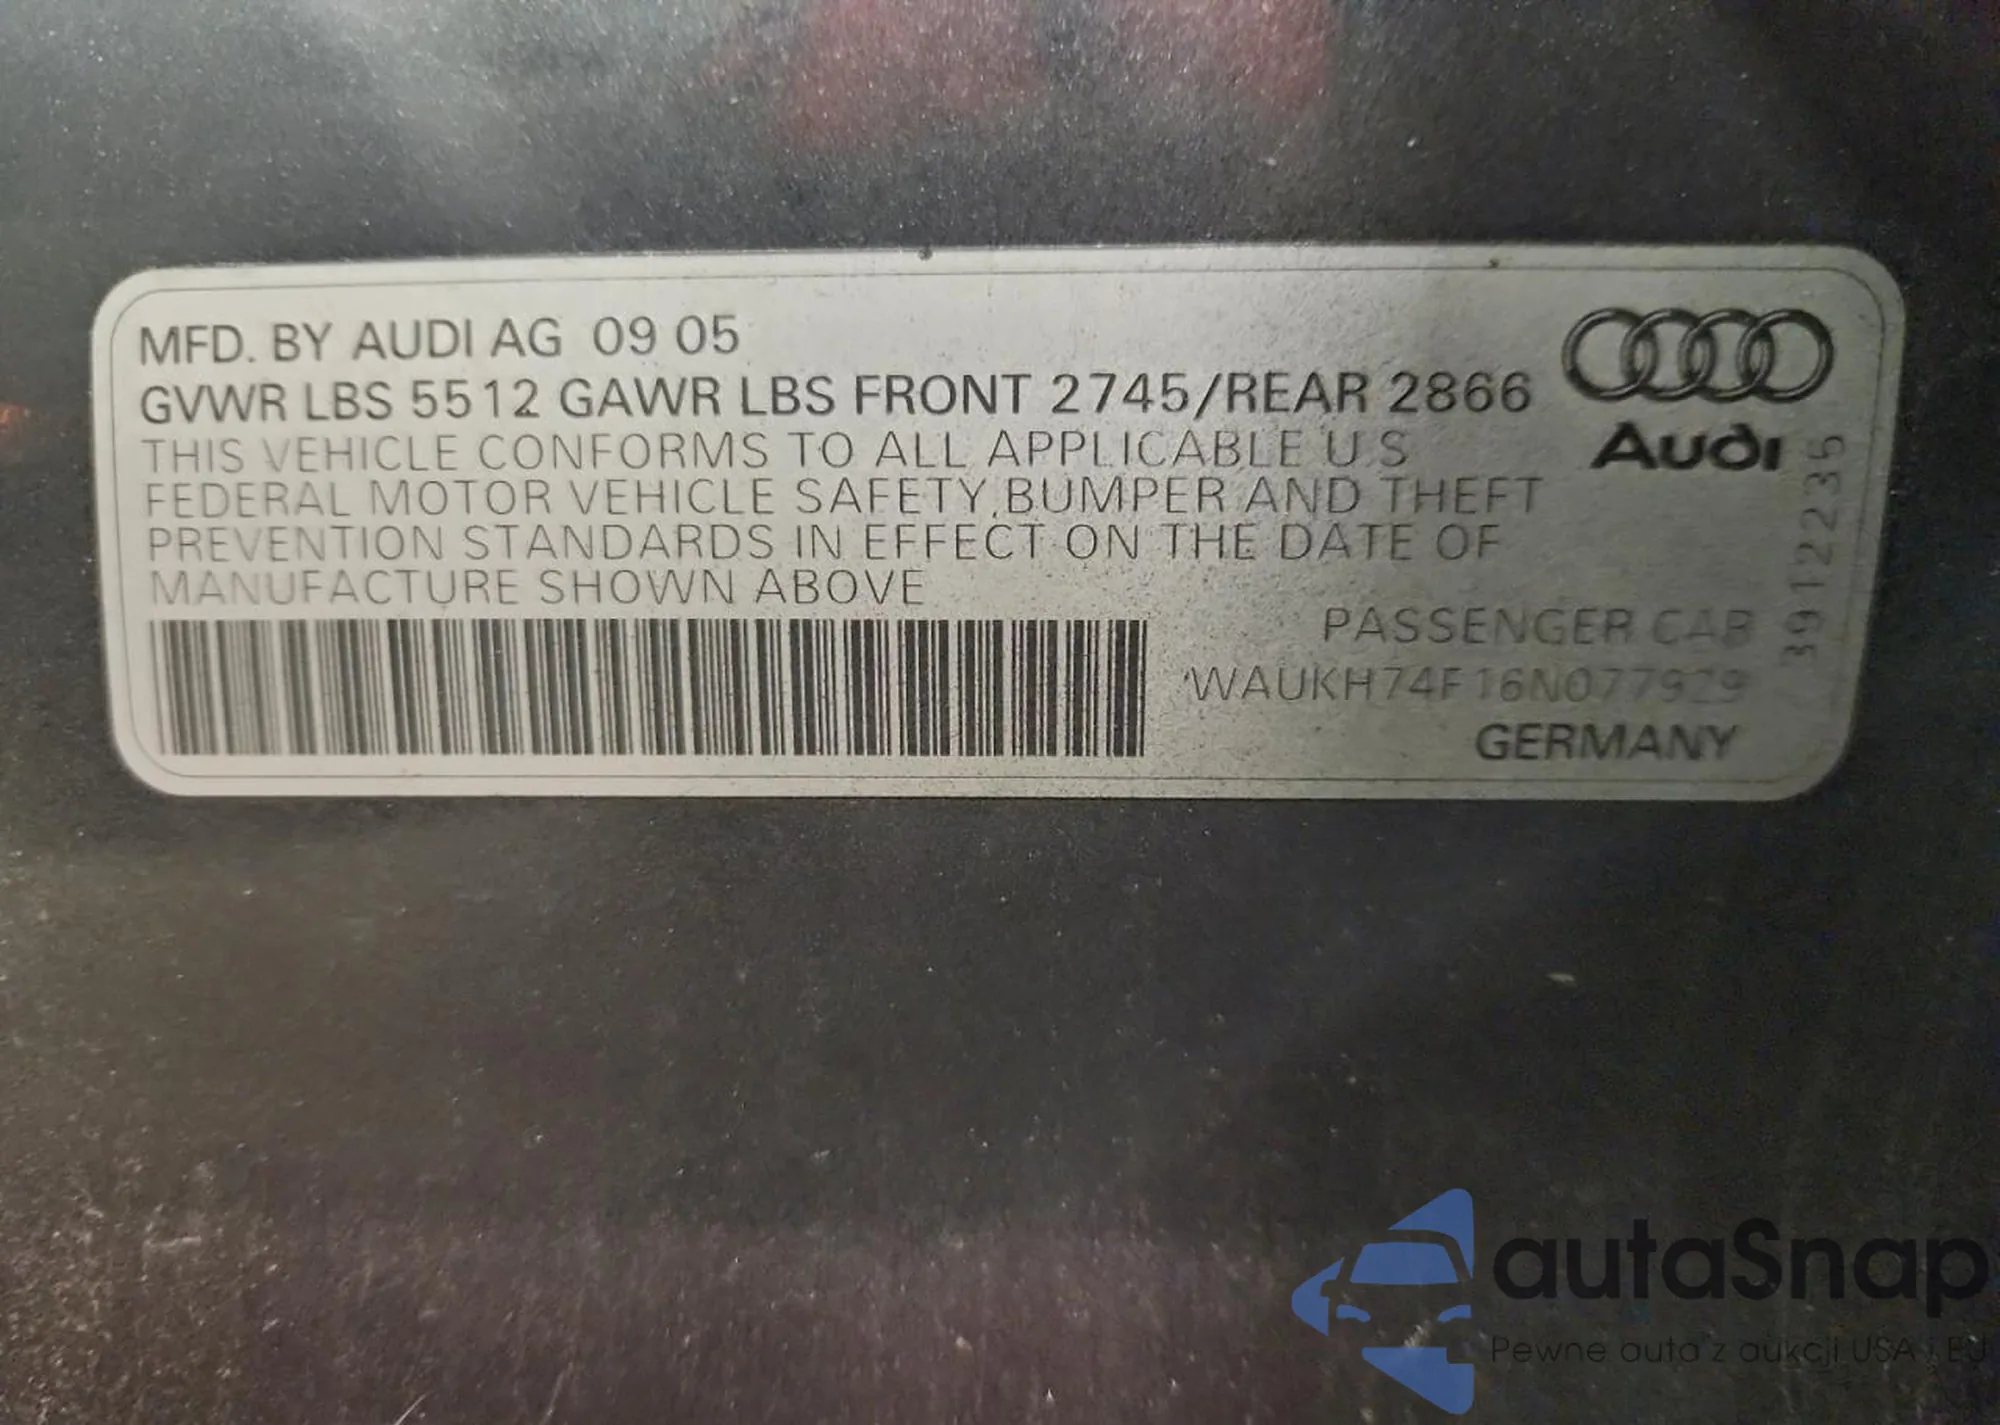 MFD. BY AUDI AG 09 05
GVWR LBS 5512 GAWR LBS FRONT 2745/REAR 2866
THIS VEHICLE CONFORMS TO ALL APPLICABLE U.S
FEDERAL MOTOR VEHICLE SAFETY,BUMPER AND THEFT
PREVENTION STANDARDS IN EFFECT ON THE DATE OF
MANUFACTURE SHOWN ABOVE
Audi
3912235
PASSENGER CAR
*WAUKH74F16N077929
GERMANY
autaSnap
Pewne auta z aukcji USA i EU